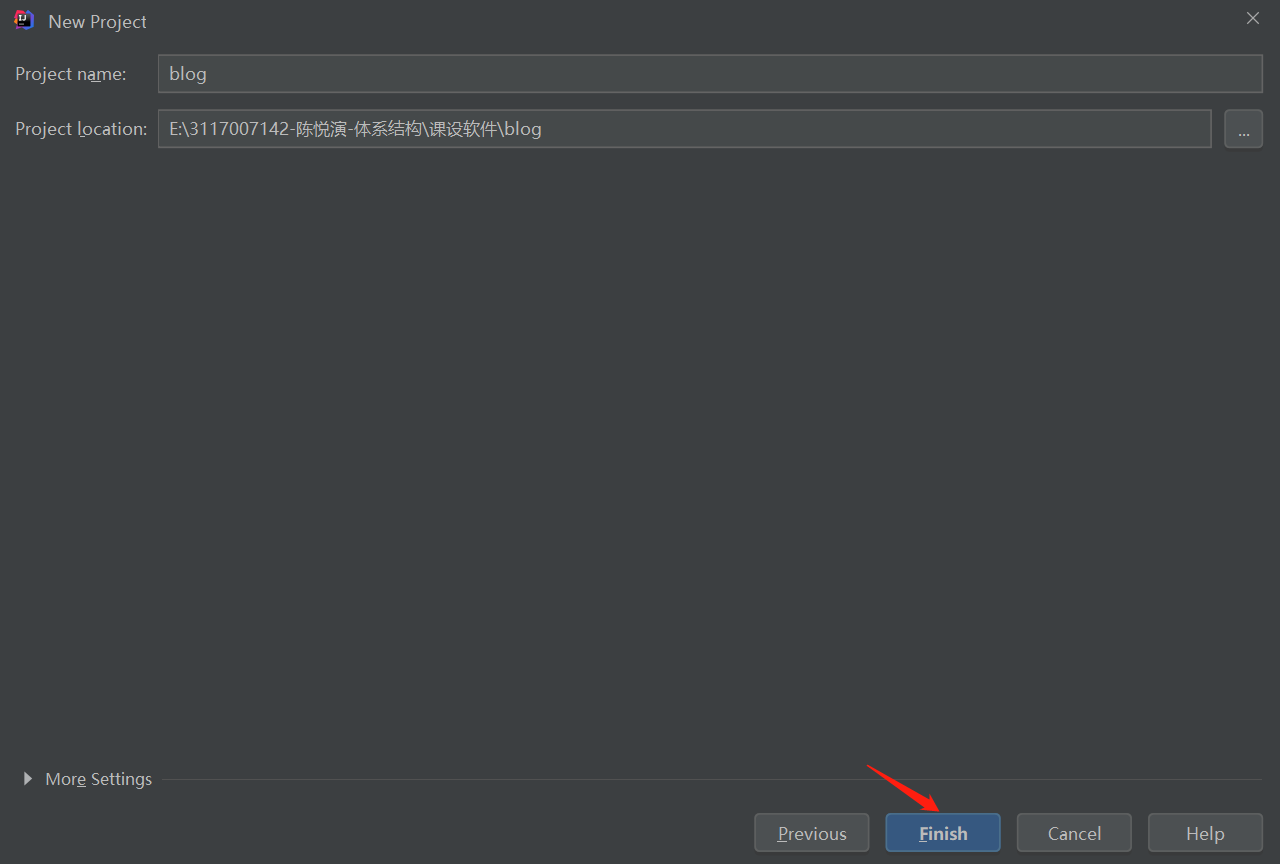 New Project
Project name: blog
Project location: E:\3117007142-陈悦演-体系结构\课设软件\blog ...
More Settings
Previous Finish Cancel Help